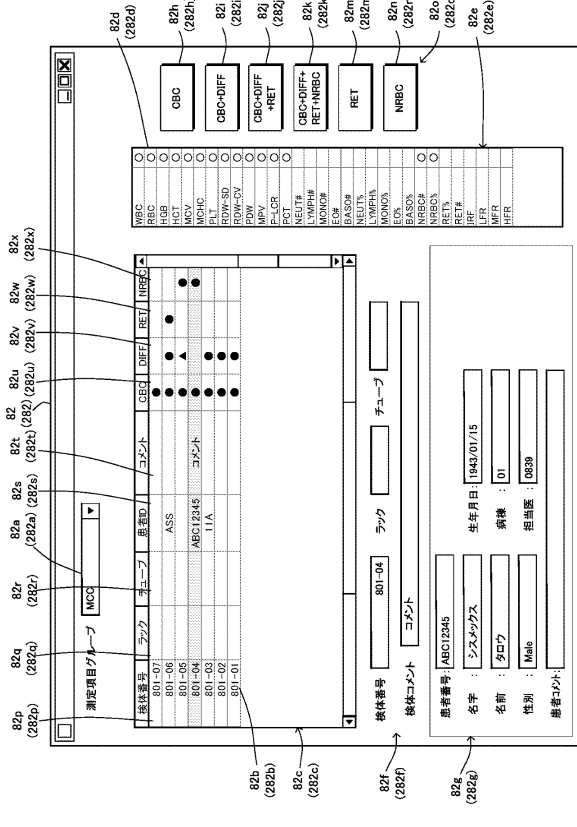 82p (282p)
82q (282q)
82r (282r)
82a (282a)
82s (282s)
82t (282t)
82 (282)
82u (282u)
82v (282v)
82w (282w)
82x (282x)
測定項目グループ MCC ▼
検体番号 ラック チューブ 患者ID コメント CBC DIFF RET NRBC
801-07 ●
801-06 ASS ● ● ●
801-05 ● ▲ ●
801-04 ABC12345 コメント ● ●
801-03 11A ● ●
801-02 ● ●
801-01 ● ●
82b (282b)
82c (282c)
WBC ○
RBC ○
HGB ○
HCT ○
MCV ○
MCHC ○
PLT ○
RDW-SD ○
RDW-CV ○
PDW ○
MPV ○
P-LCR ○
PCT ○
NEUT#
LYMPH#
MONO#
EO#
BASO#
NEUT%
LYMPH%
MONO%
EO%
BASO%
NRBC# ○
NRBC% ○
RET%
RET#
IRF
LFR
MFR
HFR
82d (282d)
CBC
82h
CBC+DIFF
82i
CBC+DIFF
+RET
82j
CBC+DIFF+
RET+NRBC
82k
RET
82m
NRBC
82n
82o
82e
検体番号 801-04 ラック チューブ
検体コメント コメント
82f (282f)
患者番号: ABC12345
名字 : シスメックス 生年月日: 1943/01/15
名前 : タロウ 病棟 : 01
性別 : Male 担当医 : 0839
患者コメント:
82g (282g)